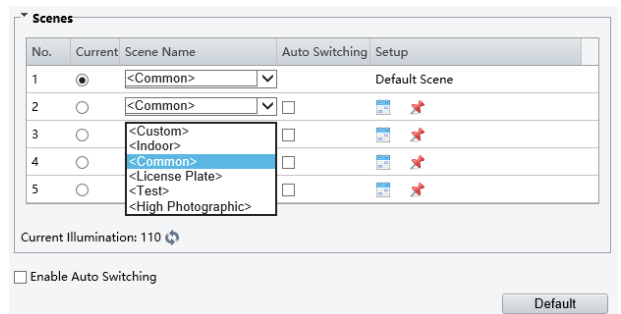 Scenes
No. Current Scene Name Auto Switching Setup
1 <Common> Default Scene
2 <Common>
3 <Custom>
<Indoor>
4 <Common>
<License Plate>
5 <Test>
<High Photographic>
Current Illumination: 110
Enable Auto Switching
Default